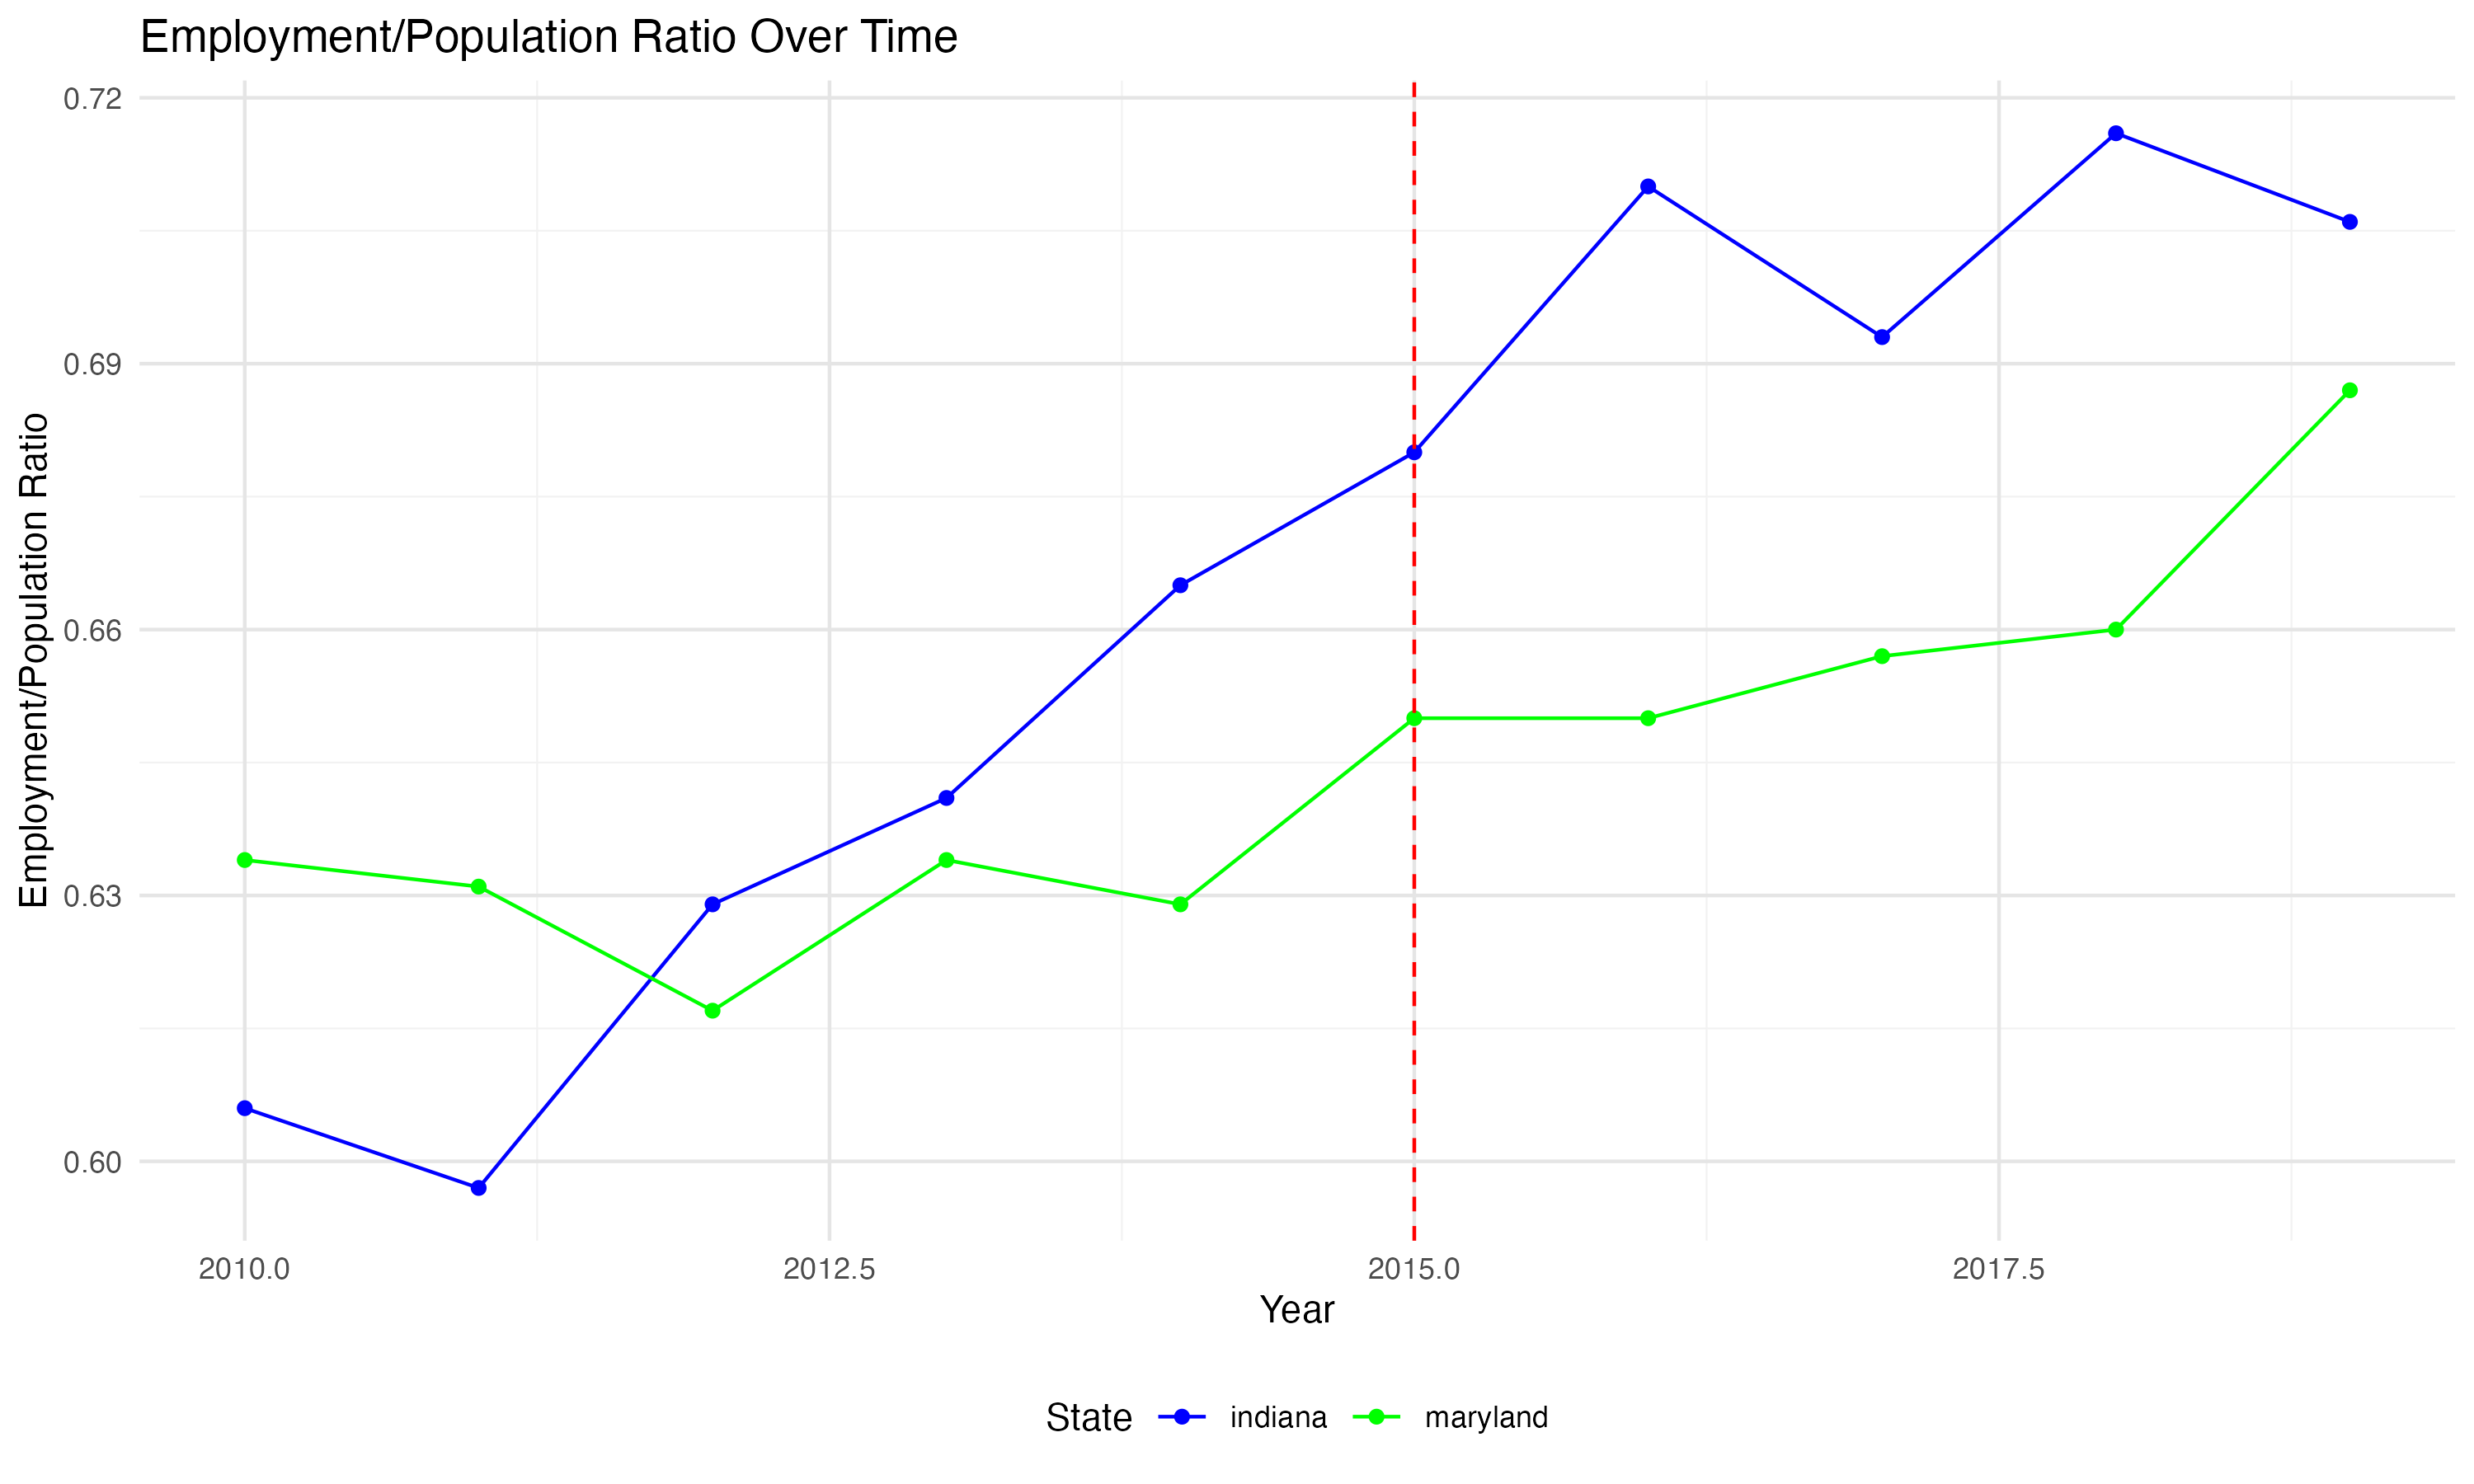 Employment/Population Ratio Over Time
Employment/Population Ratio
0.72
0.69
0.66
0.63
0.60
2010.0 2012.5 2015.0 2017.5
Year
State indiana maryland